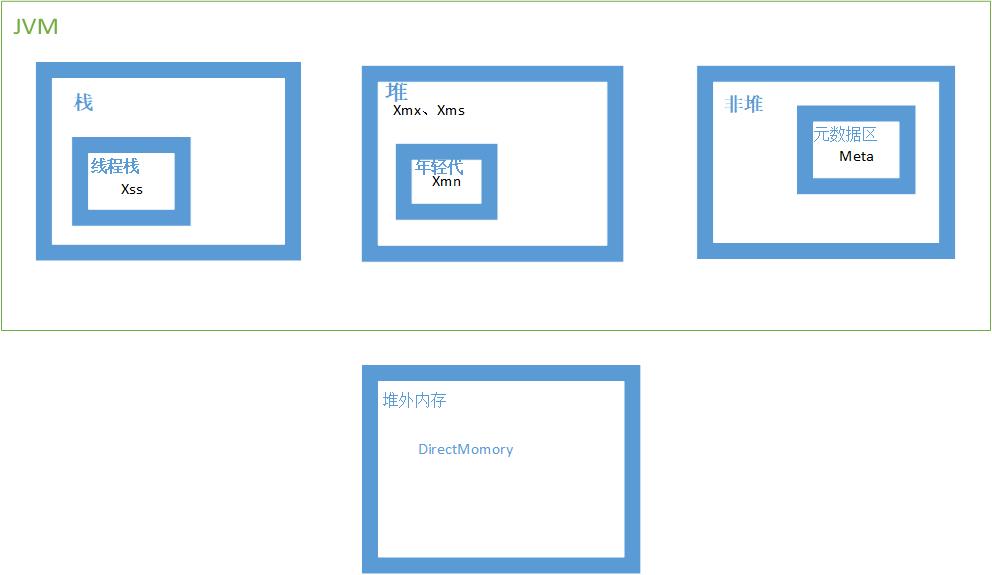 JVM
栈
线程栈
Xss
堆
Xmx、Xms
年轻代
Xmn
非堆
元数据区
Meta
堆外内存
DirectMomory